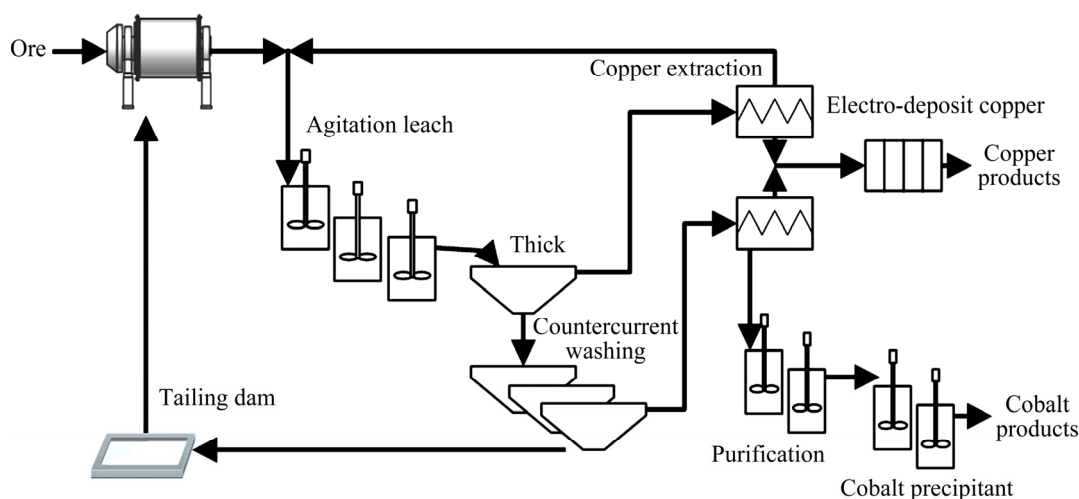 Ore
Copper extraction
Electro-deposit copper
Agitation leach
Copper
products
Thick
Countercurrent
washing
Tailing dam
Cobalt
products
Purification
Cobalt precipitant